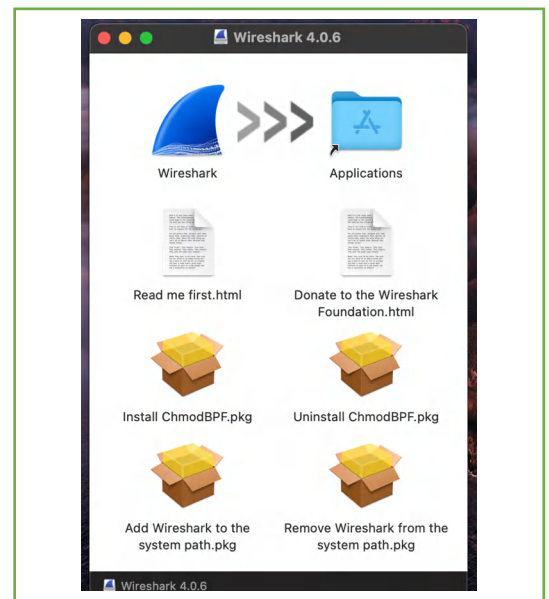 Wireshark 4.0.6
Wireshark
Applications
Read me first.html
Donate to the Wireshark
Foundation.html
Install ChmodBPF.pkg
Uninstall ChmodBPF.pkg
Add Wireshark to the
system path.pkg
Remove Wireshark from the
system path.pkg
Wireshark 4.0.6